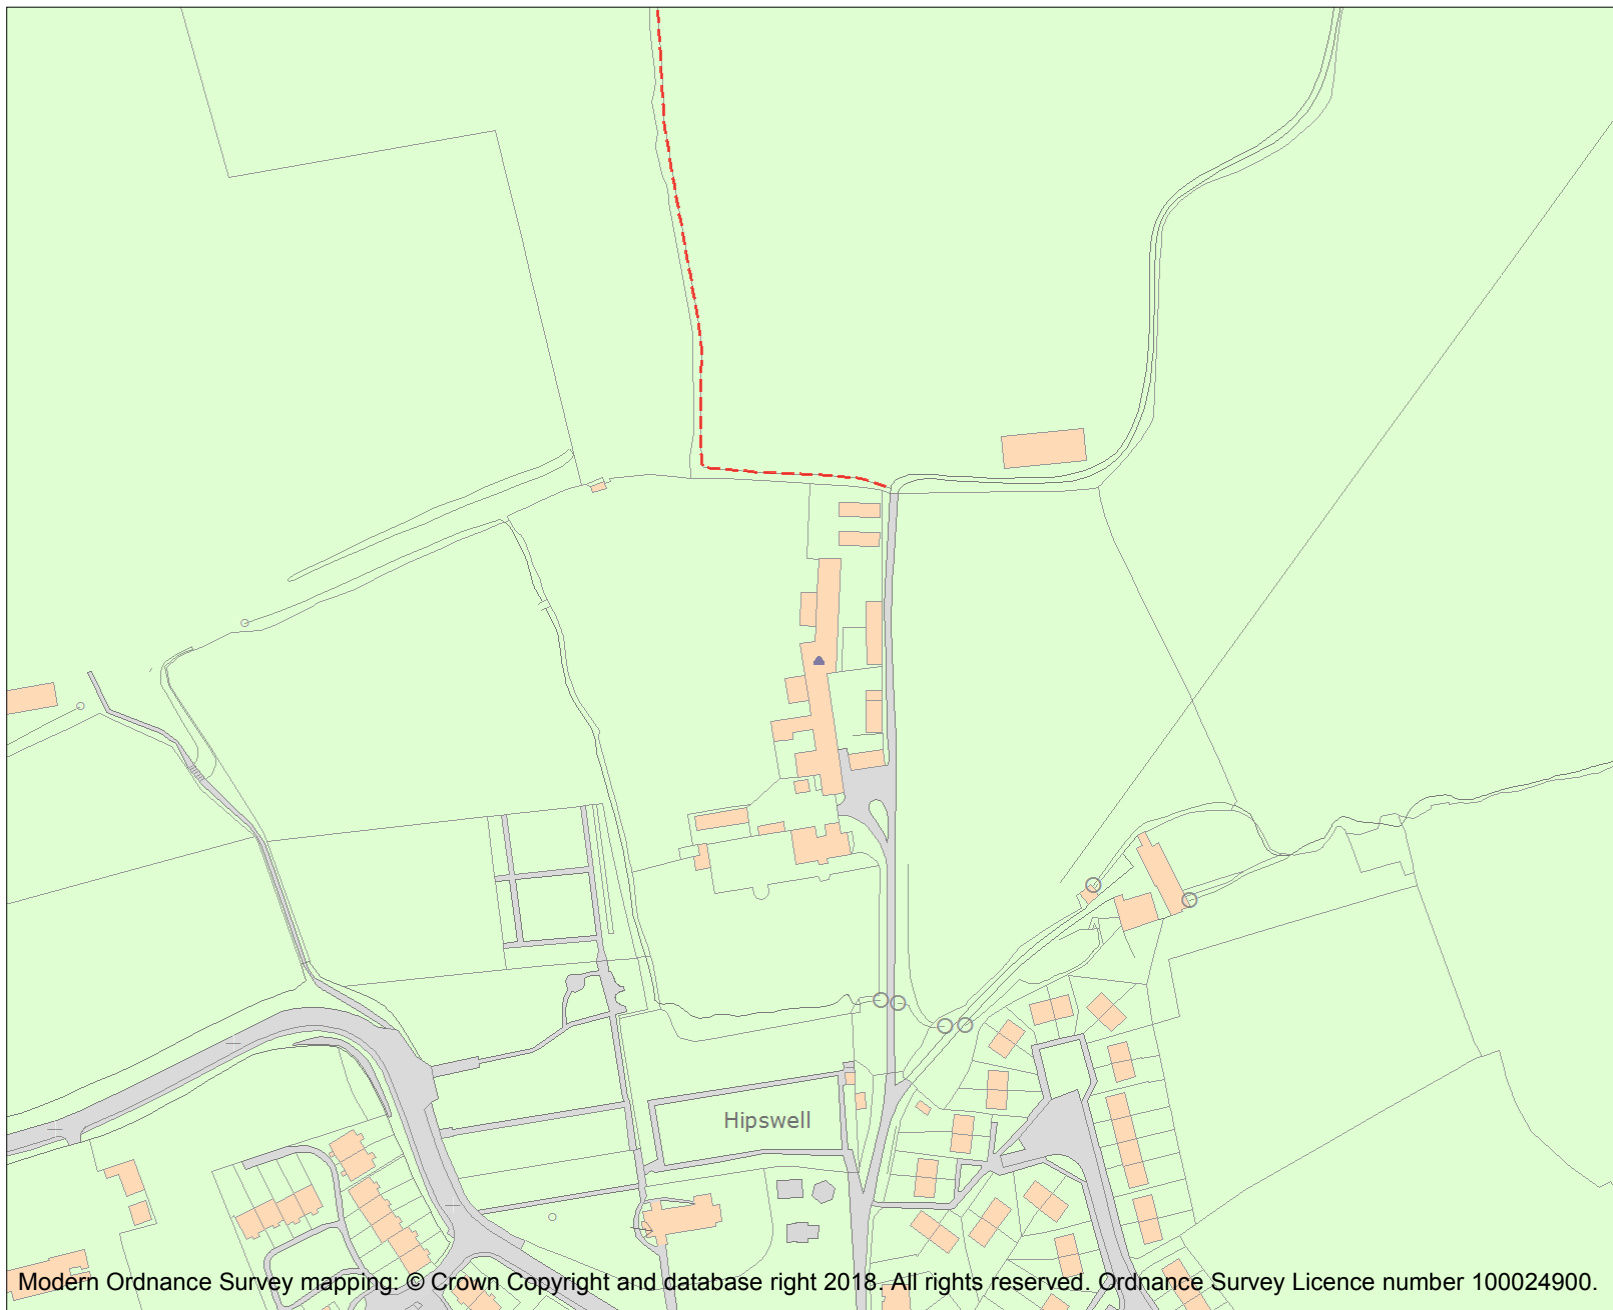 Hipswell
Modern Ordnance Survey mapping: © Crown Copyright and database right 2018. All rights reserved. Ordnance Survey Licence number 100024900.